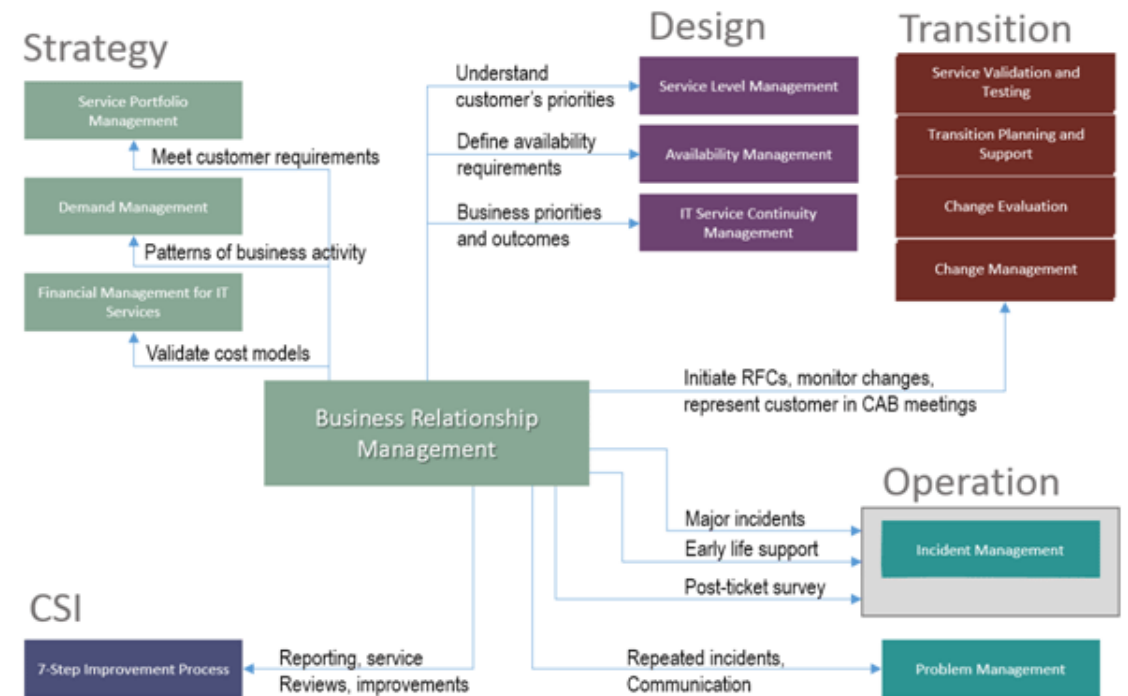 Strategy
Service Portfolio
Management
Meet customer requirements
Demand Management
Patterns of business activity
Financial Management for IT
Services
Validate cost models
Design
Understand
customer's priorities
Service Level Management
Define availability
requirements
Availability Management
Business priorities
and outcomes
IT Service Continuity
Management
Transition
Service Validation and
Testing
Transition Planning and
Support
Change Evaluation
Change Management
Initiate RFCs, monitor changes,
represent customer in CAB meetings
Business Relationship
Management
Operation
Major incidents
Early life support
Post-ticket survey
Incident Management
CSI
7-Step Improvement Process
Reporting, service
Reviews, improvements
Repeated incidents,
Communication
Problem Management